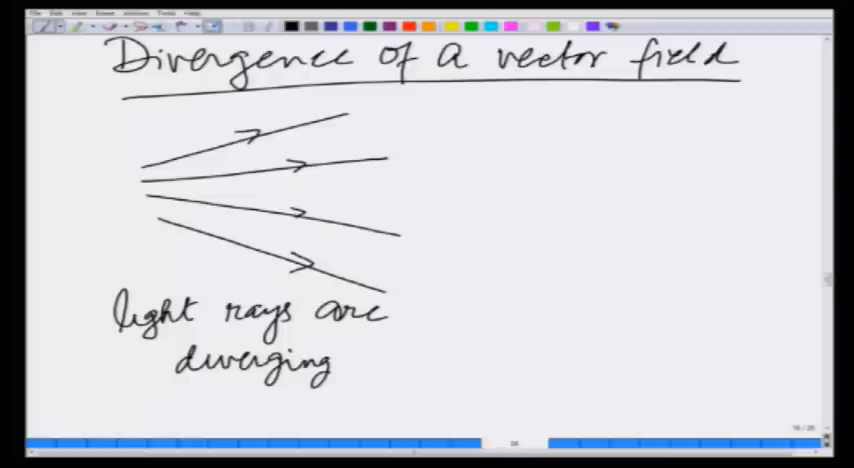 Divergence of a vector field
light rays are
diverging